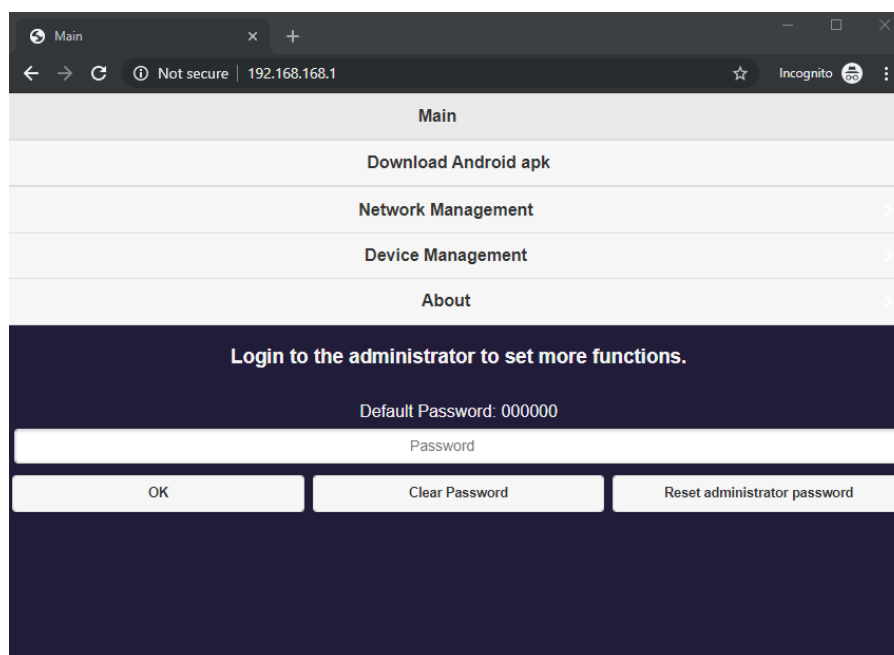 Main
Not secure 192.168.168.1 Incognito
Main
Download Android apk
Network Management
Device Management
About
Login to the administrator to set more functions.
Default Password: 000000
Password
OK Clear Password Reset administrator password